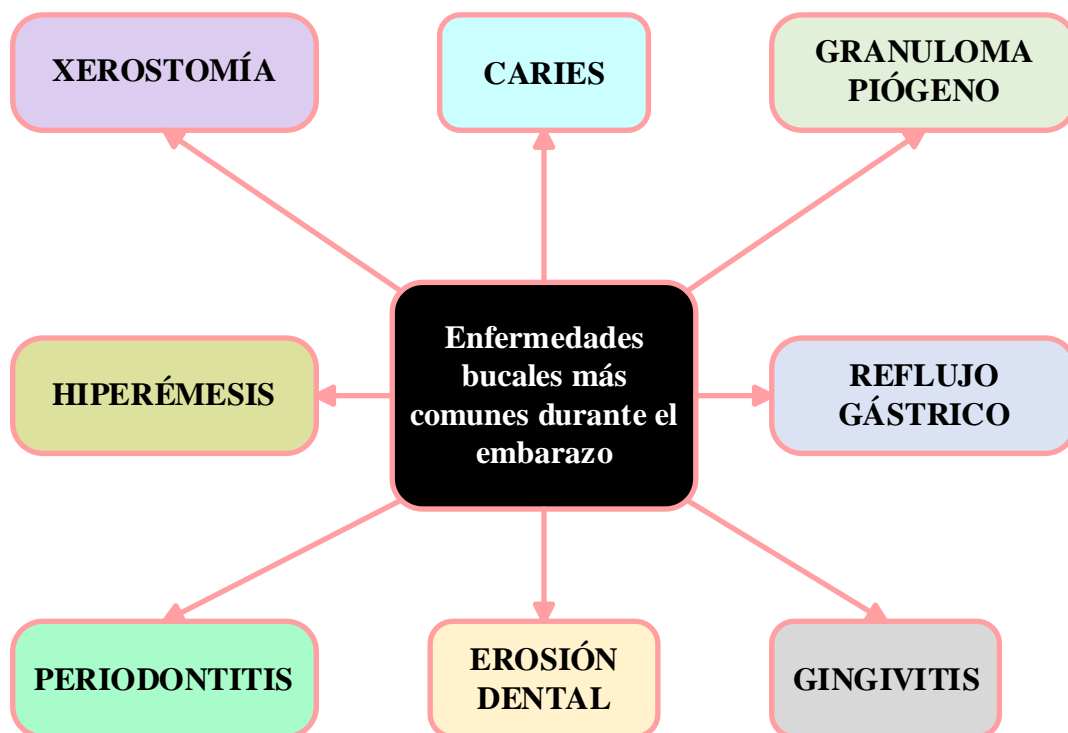 XEROSTOMÍA
CARIES
GRANULOMA
PIÓGENO
HIPERÉMESIS
Enfermedades
bucales más
comunes durante el
embarazo
REFLUJO
GÁSTRICO
PERIODONTITIS
EROSIÓN
DENTAL
GINGIVITIS